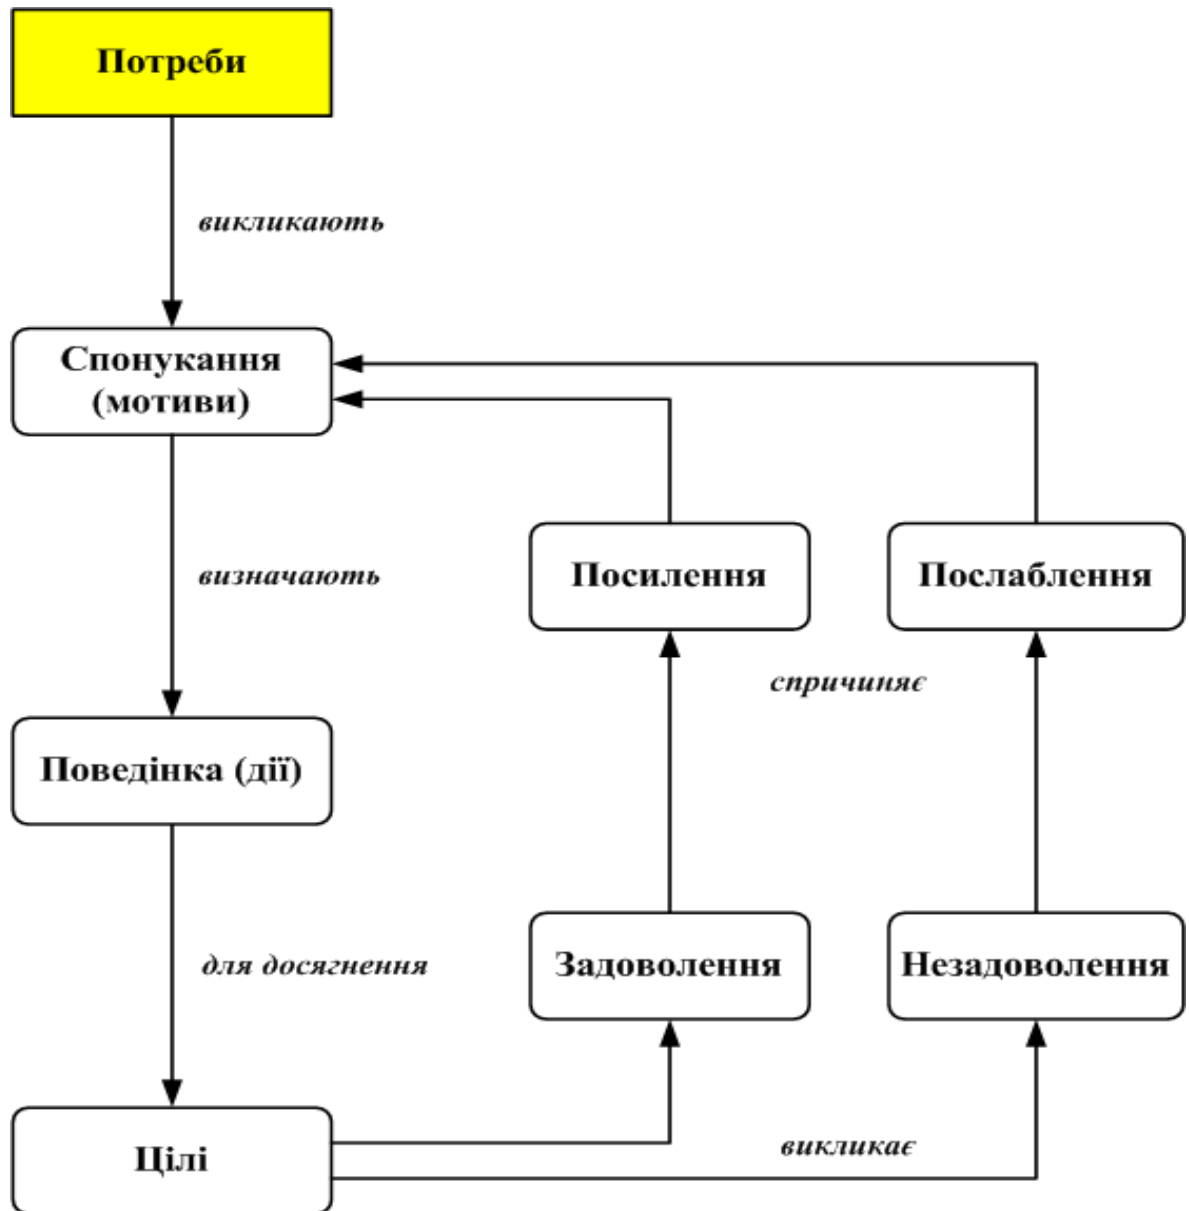 Потреби
викликають
Спонукання
(мотиви)
визначають
Посилення
Послаблення
спричиняє
Поведінка (дії)
для досягнення
Задоволення
Незадоволення
Цілі
викликає